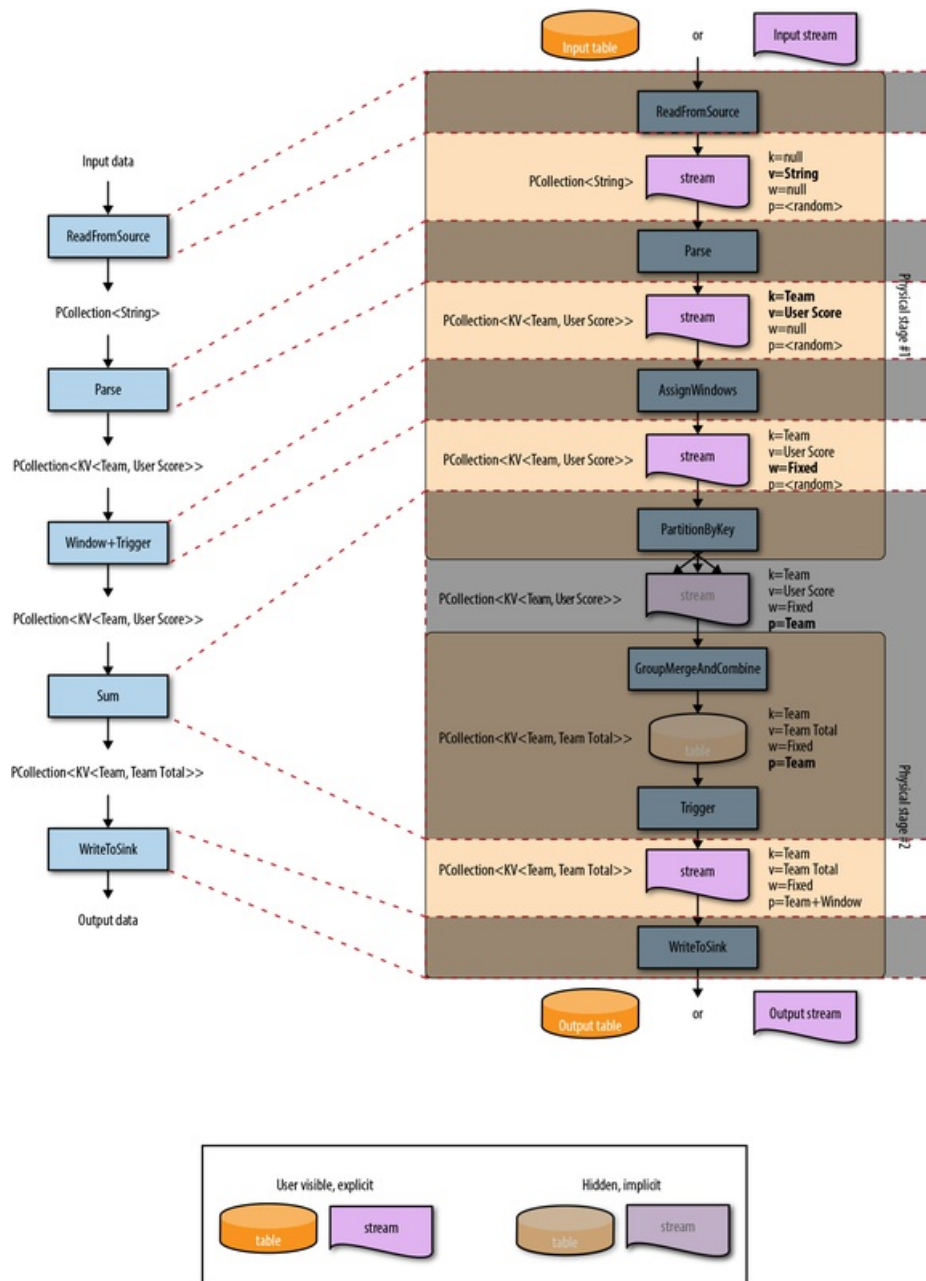 Input table
or
Input stream
Input data
ReadFromSource
PCollection<String>
Parse
PCollection<KV<Team, User Score>>
Window+Trigger
PCollection<KV<Team, User Score>>
Sum
PCollection<KV<Team, Team Total>>
WriteToSink
Output data
ReadFromSource
PCollection<String>
stream
k=null
v=String
w=null
p=<random>
Parse
PCollection<KV<Team, User Score>>
stream
k=Team
v=User Score
w=null
p=<random>
Physical stage #1
AssignWindows
PCollection<KV<Team, User Score>>
stream
k=Team
v=User Score
w=Fixed
p=<random>
PartitionByKey
PCollection<KV<Team, User Score>>
stream
k=Team
v=User Score
w=Fixed
p=Team
GroupMergeAndCombine
PCollection<KV<Team, Team Total>>
table
k=Team
v=Team Total
w=Fixed
p=Team
Trigger
Physical stage #2
PCollection<KV<Team, Team Total>>
stream
k=Team
v=Team Total
w=Fixed
p=Team+Window
WriteToSink
Output table
or
Output stream
User visible, explicit
Hidden, implicit
table
stream
table
stream